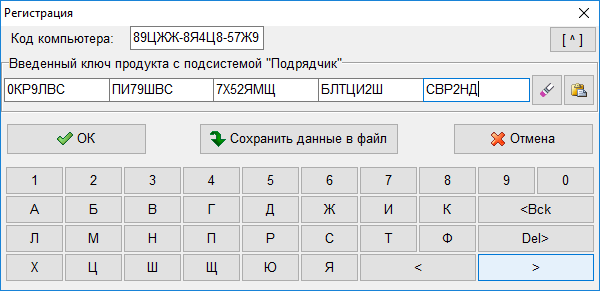 Регистрация
Код компьютера: 89ЦЖЖ-8Я4Ц8-57Ж9 [ ^ ]
Введенный ключ продукта с подсистемой "Подрядчик"
0КР9ЛВС ПИ79ШВС 7Х52ЯМЩ БЛТЦИ2Ш СВР2НД
ОК Сохранить данные в файл Отмена
1 2 3 4 5 6 7 8 9 0
А Б В Г Д Ж И К <Bck
Л М Н П Р С Т Ф Del>
Х Ц Ш Щ Ю Я < >